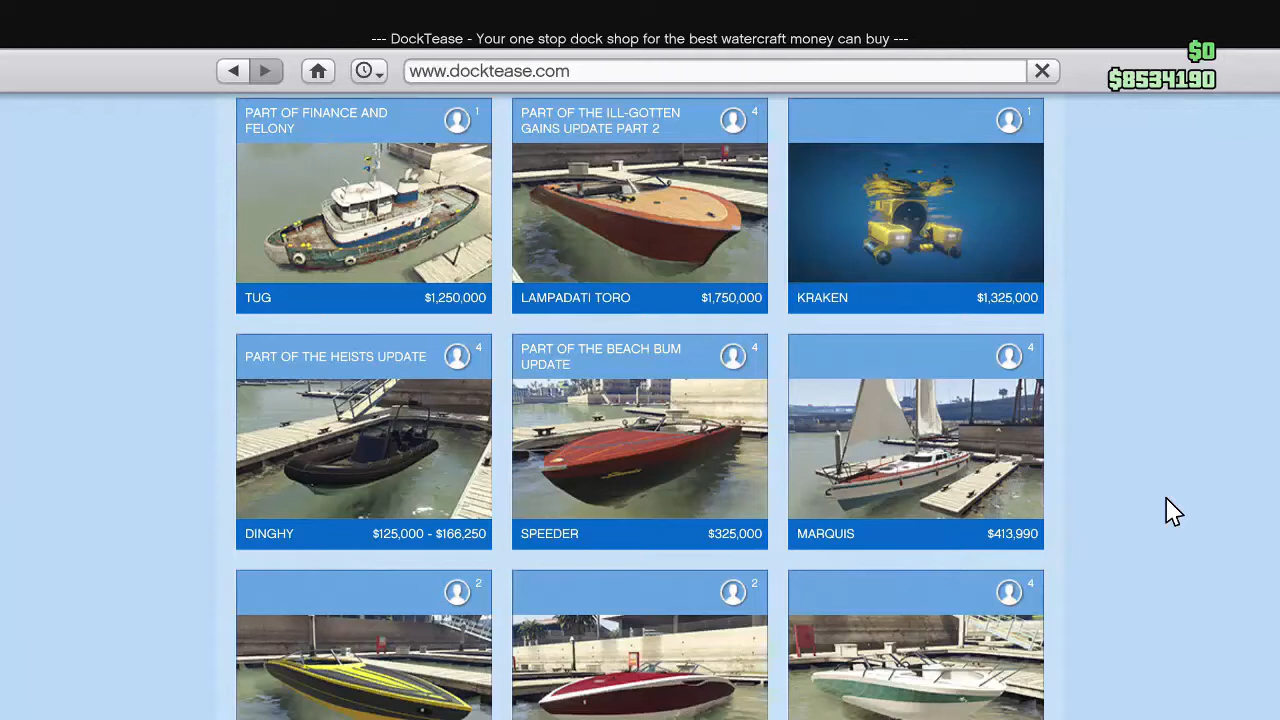 --- DockTease - Your one stop dock shop for the best watercraft money can buy ---
$0
www.docktease.com
$8534190
PART OF FINANCE AND
FELONY
1
PART OF THE ILL-GOTTEN
GAINS UPDATE PART 2
4
1
TUG
$1,250,000
LAMPADATI TORO
$1,750,000
KRAKEN
$1,325,000
PART OF THE HEISTS UPDATE
4
PART OF THE BEACH BUM
UPDATE
4
4
DINGHY
$125,000 - $166,250
SPEEDER
$325,000
MARQUIS
$413,990
2
2
4